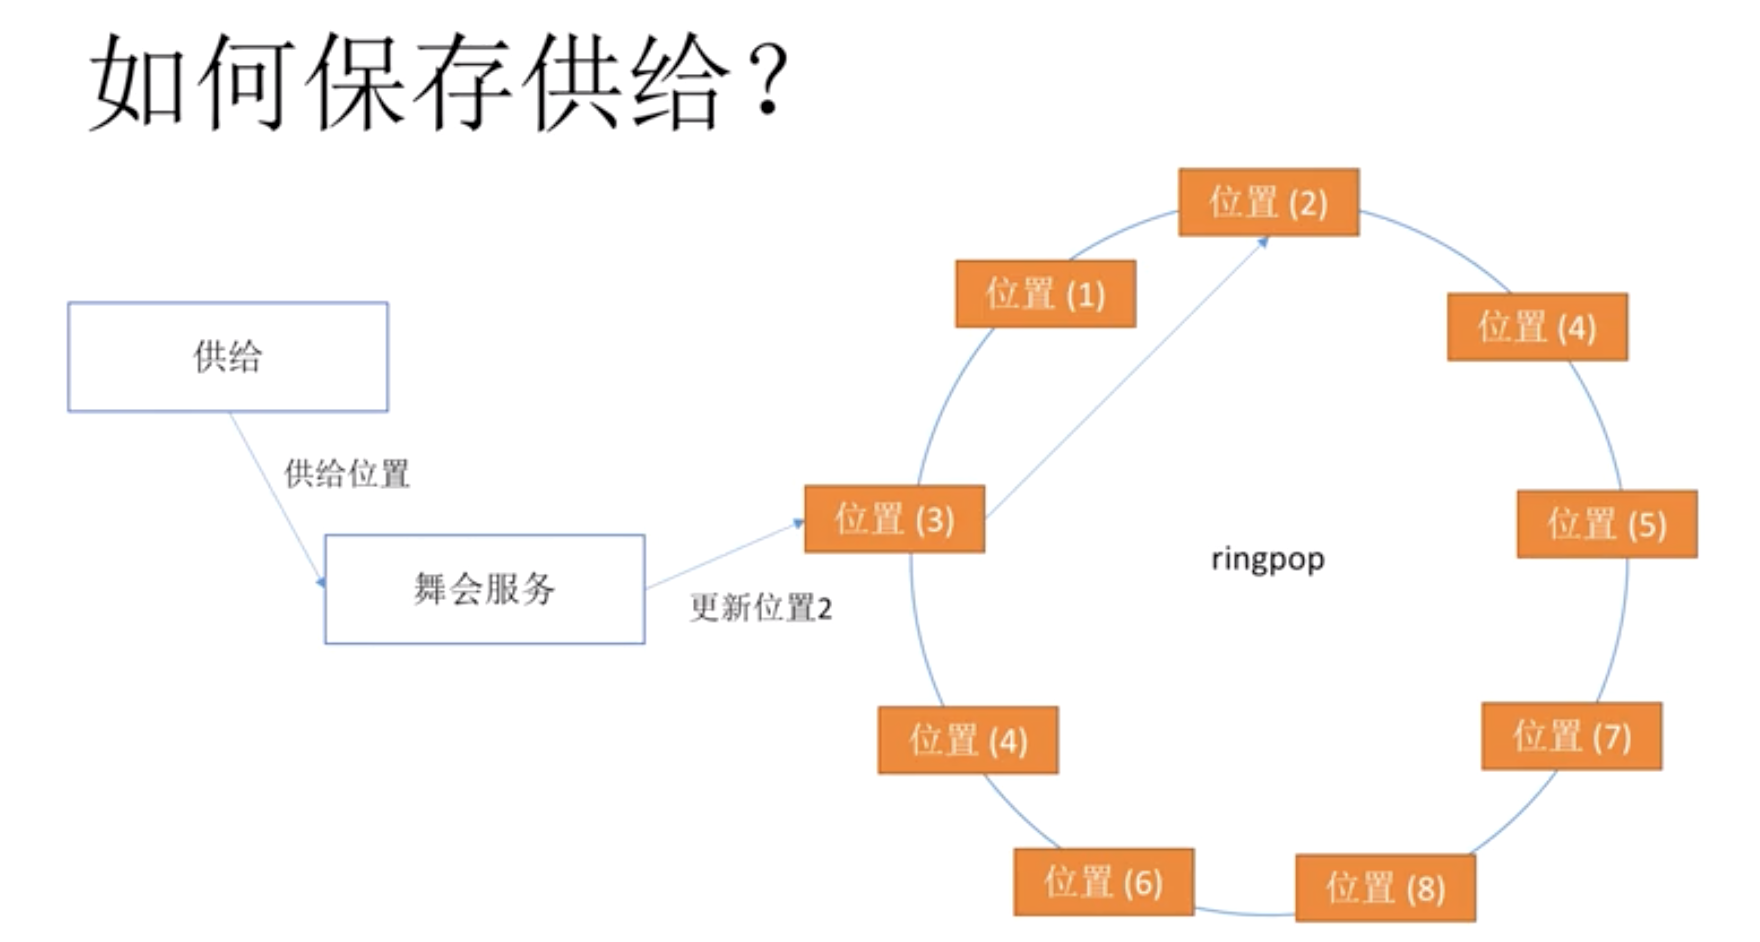 如何保存供给？
位置 (2)
位置 (1)
位置 (4)
供给
供给位置
位置 (3)
位置 (5)
ringpop
舞会服务
更新位置2
位置 (4)
位置 (7)
位置 (6)
位置 (8)